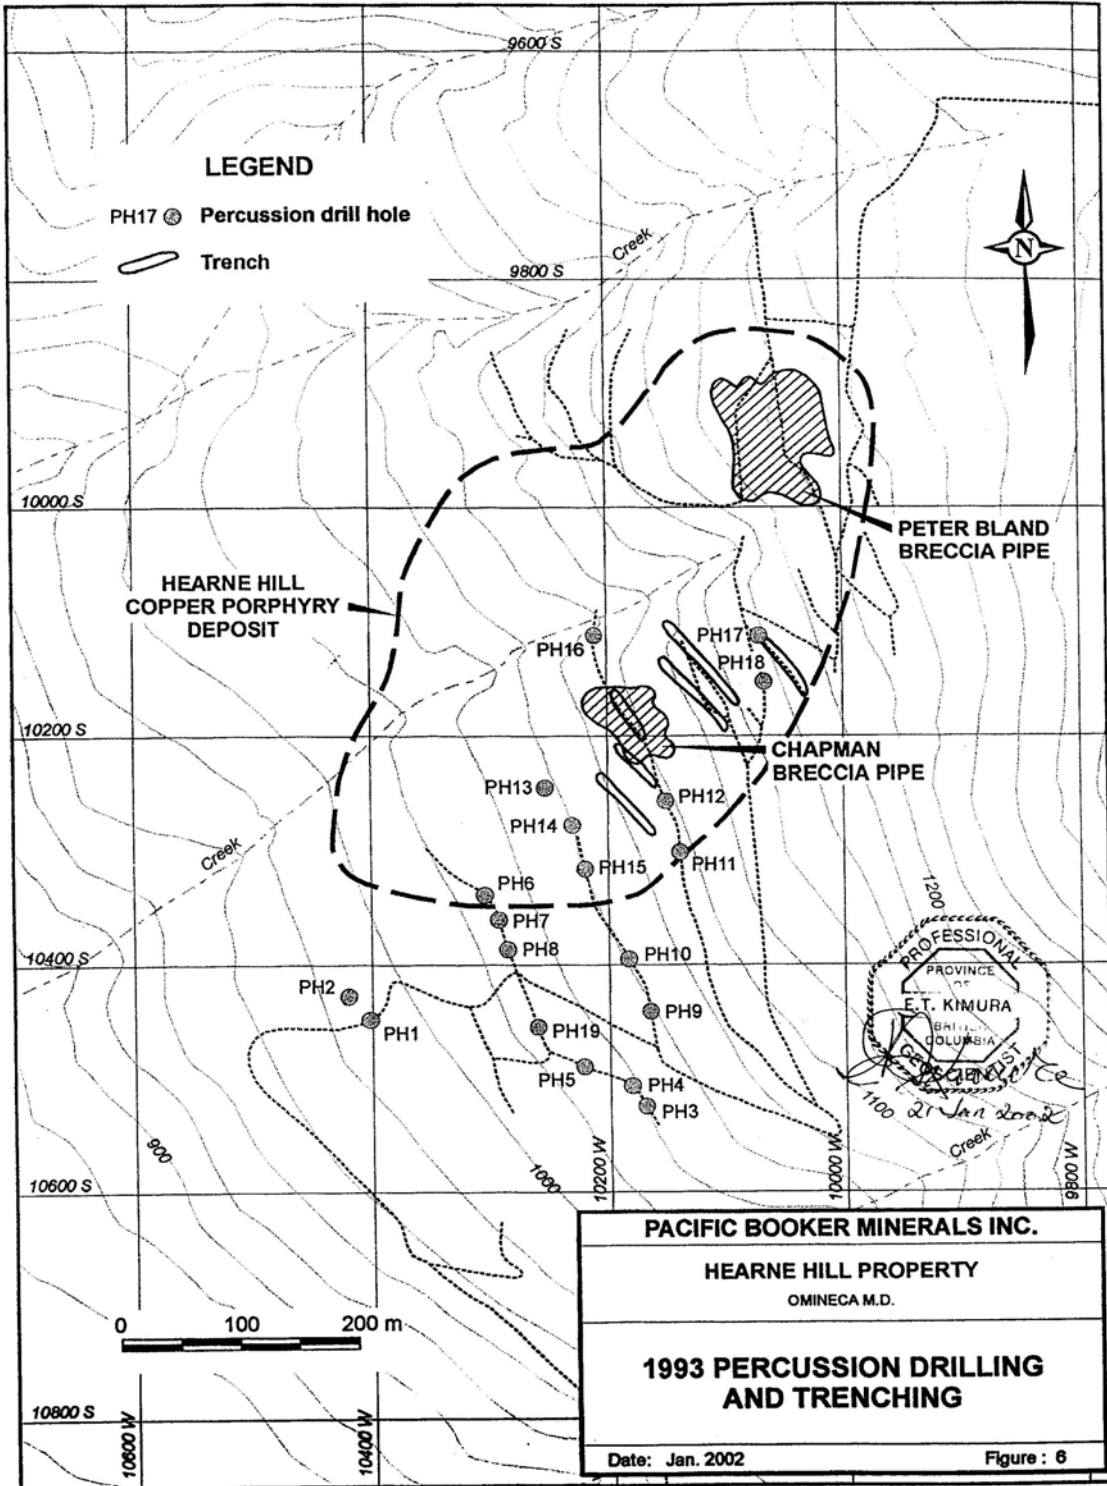 9600 S
LEGEND
PH17 Percussion drill hole
Trench
Creek
9800 S
N
10000 S
PETER BLAND
BRECCIA PIPE
HEARNE HILL
COPPER PORPHYRY
DEPOSIT
PH16
PH17
PH18
10200 S
CHAPMAN
BRECCIA PIPE
PH13
PH12
PH14
Creek
PH15
PH11
PH6
PH7
PH8
1200
10400 S
PH10
PROFESSIONAL
PROVINCE
OF
E.T. KIMURA
BRITISH
COLUMBIA
GEOSCIENTIST
PH2
PH1
PH9
PH19
PH5
PH4
PH3
1100
21 Jan 2002
Creek
900
1000
10200 W
10000 W
9800 W
10600 S
PACIFIC BOOKER MINERALS INC.
HEARNE HILL PROPERTY
OMINECA M.D.
0 100 200 m
1993 PERCUSSION DRILLING
AND TRENCHING
10800 S
10600 W
10400 W
Date: Jan. 2002 Figure : 6